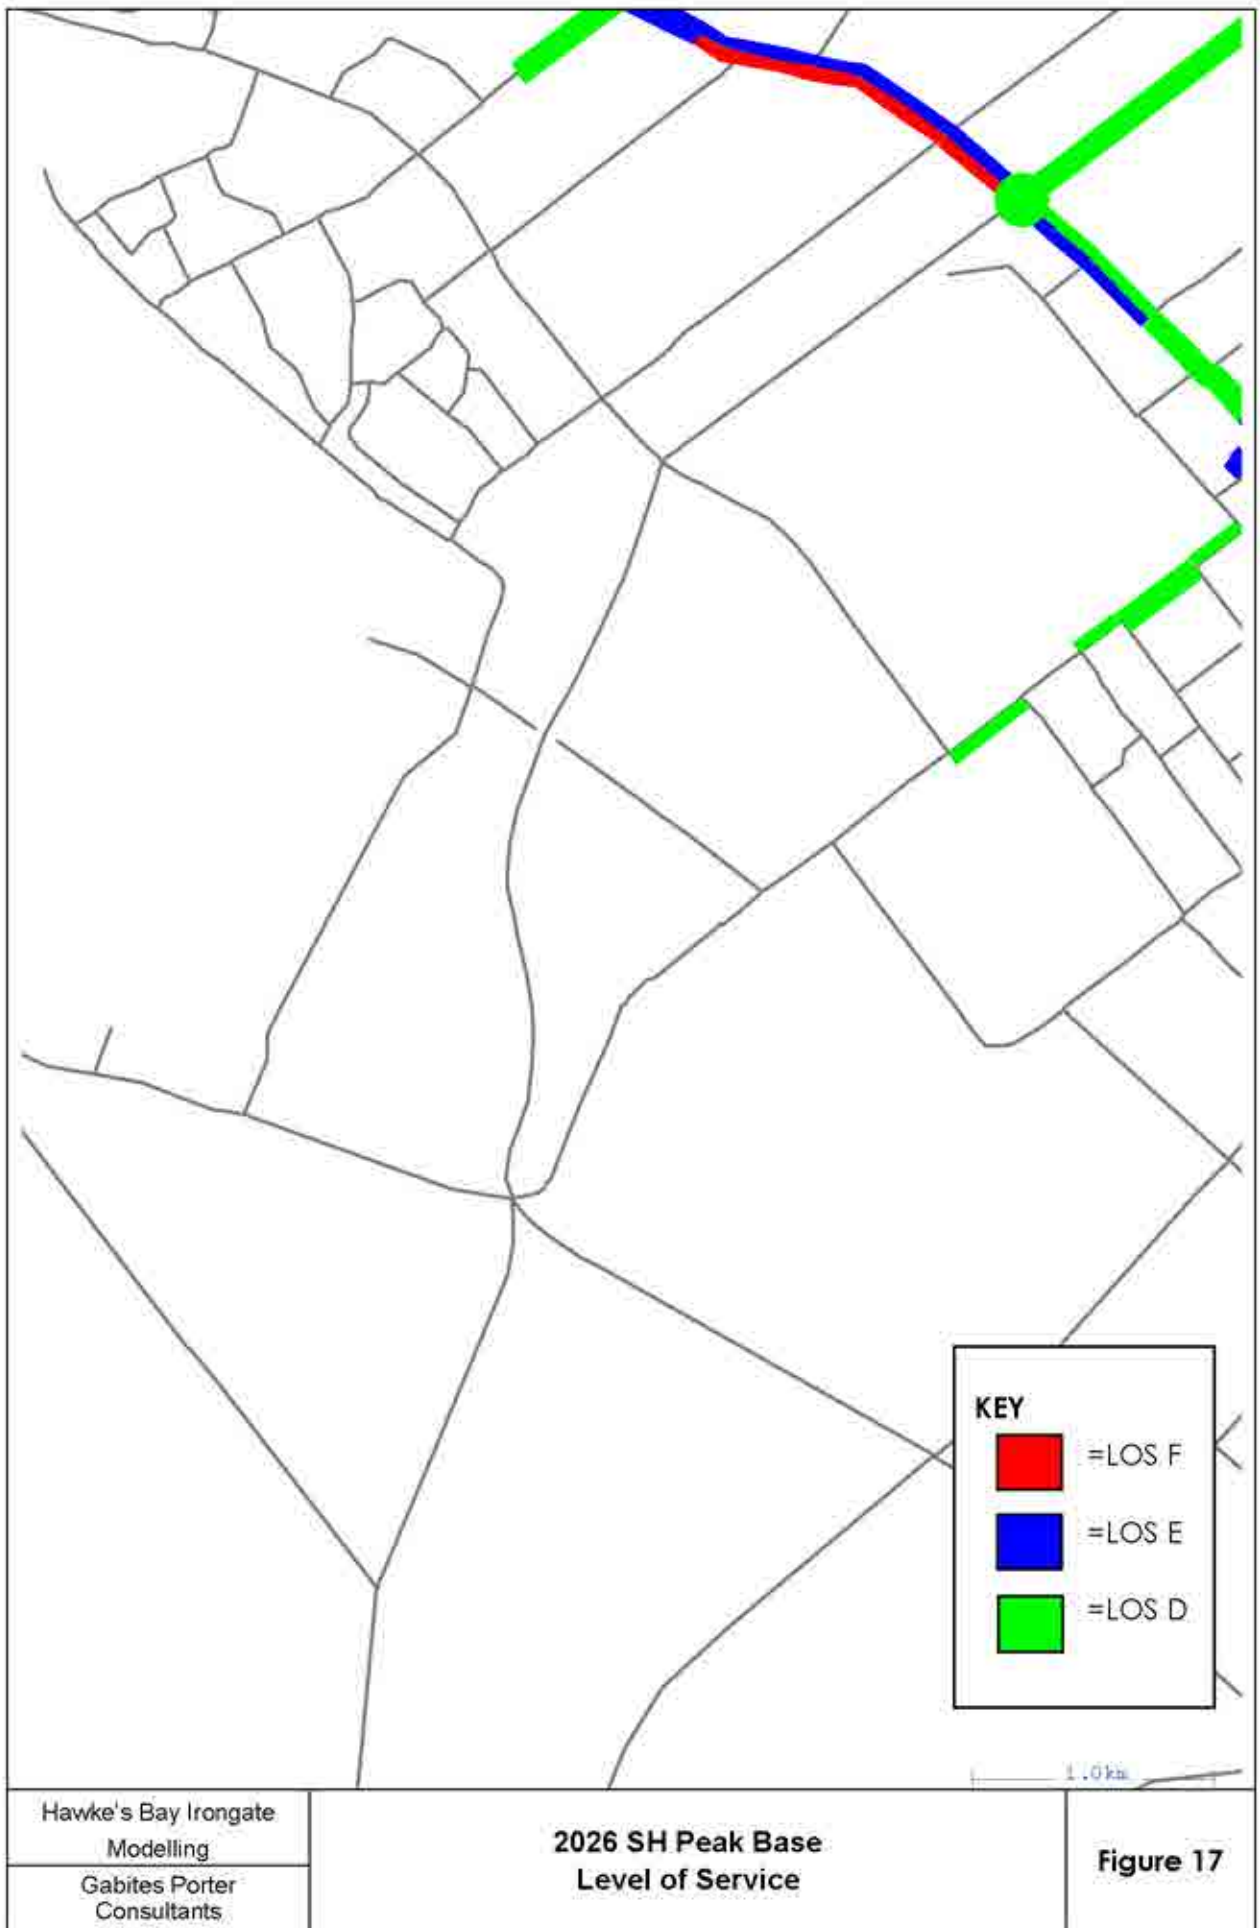 KEY
=LOS F
=LOS E
=LOS D
1.0km
Hawke's Bay Irongate
Modelling
Gabites Porter
Consultants
2026 SH Peak Base
Level of Service
Figure 17